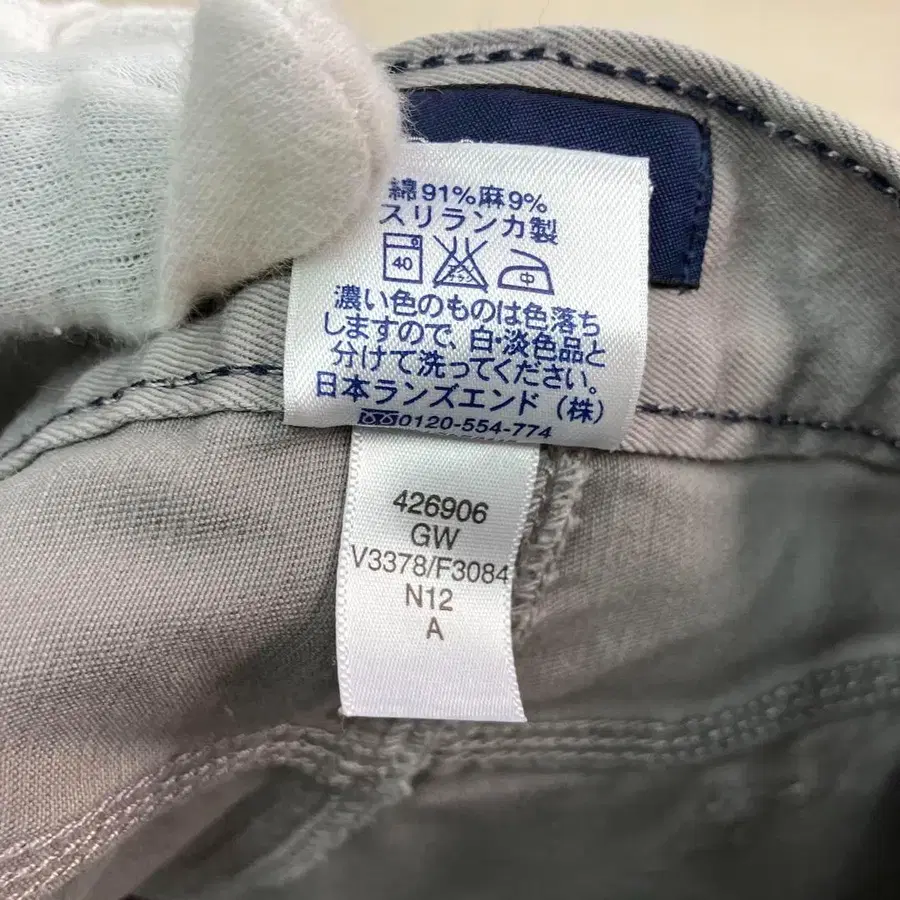 綿91%麻9%
スリランカ製
40
中
濃い色のものは色落ち
しますので、白・淡色品と
分けて洗ってください。
日本ランズエンド(株)
0120-554-774
426906
GW
V3378/F3084
N12
A